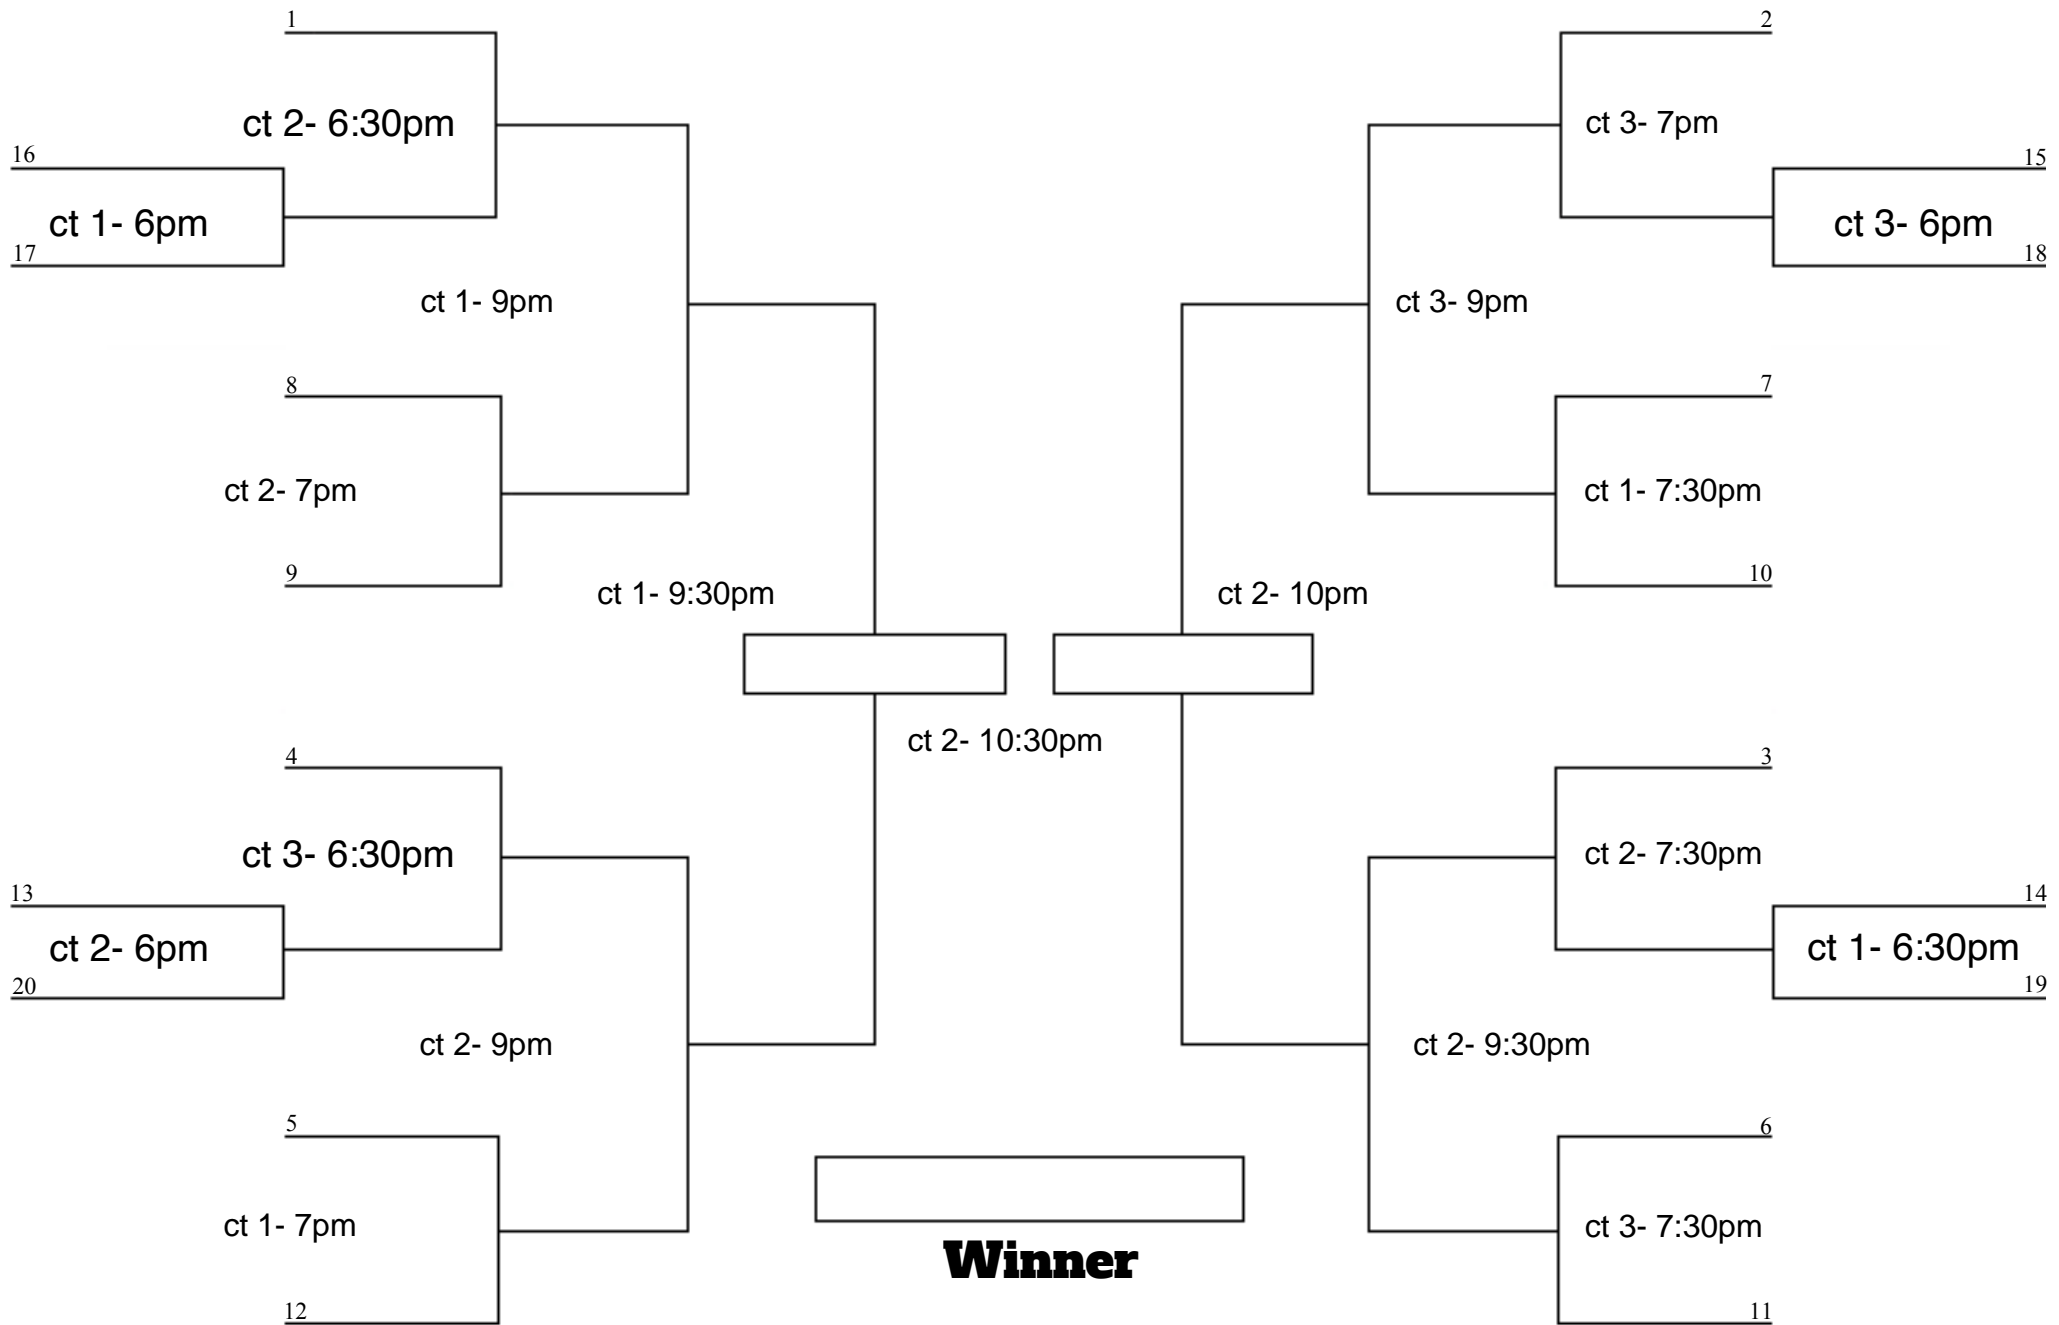 1
2
ct 2- 6:30pm
ct 3- 7pm
16
15
ct 1- 6pm
ct 3- 6pm
17
18
ct 1- 9pm
ct 3- 9pm
8
7
ct 2- 7pm
ct 1- 7:30pm
9
10
ct 1- 9:30pm
ct 2- 10pm
ct 2- 10:30pm
4
3
ct 3- 6:30pm
ct 2- 7:30pm
13
14
ct 2- 6pm
ct 1- 6:30pm
20
19
ct 2- 9pm
ct 2- 9:30pm
5
6
ct 1- 7pm
ct 3- 7:30pm
Winner
12
11